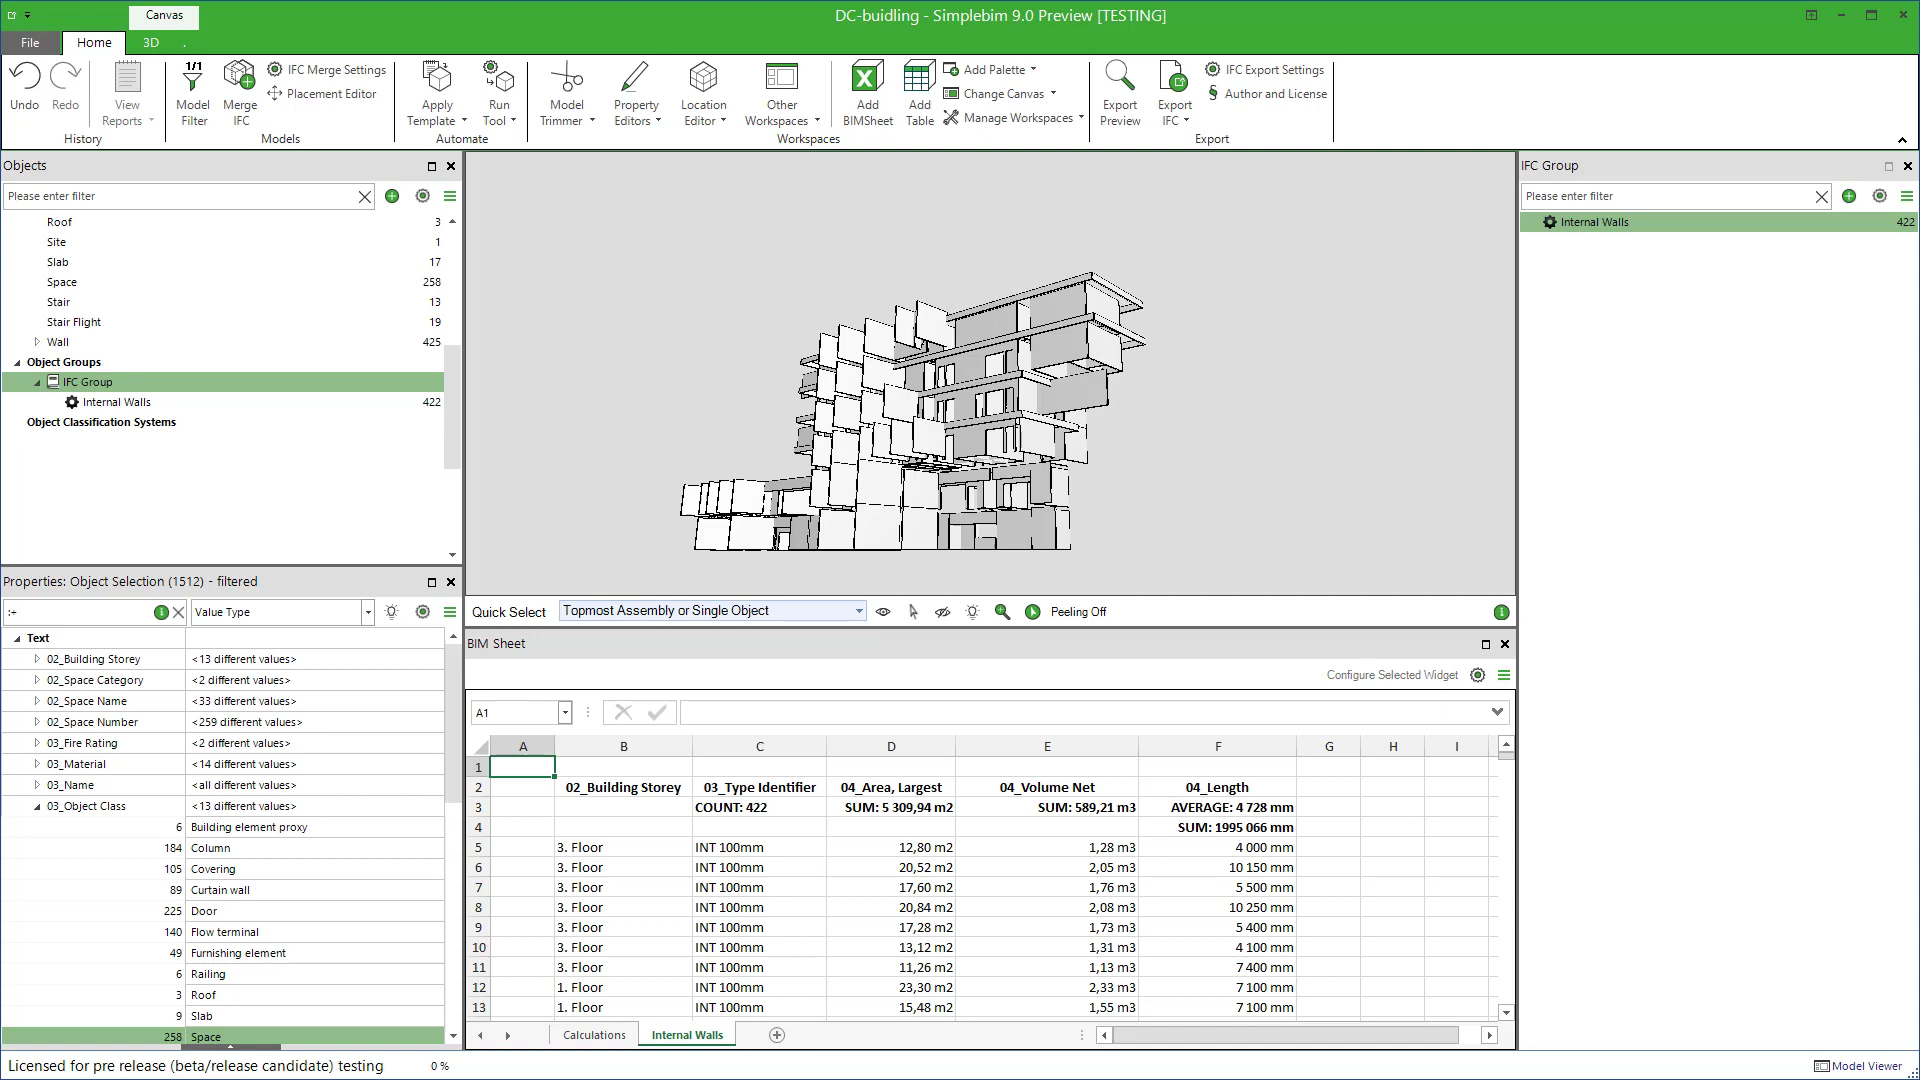 Canvas
DC-buidling - Simplebim 9.0 Preview [TESTING]
File
Home
3D
.
Undo
Redo
View Reports
History
1/1
Model Filter
Merge IFC
IFC Merge Settings
Placement Editor
Models
Apply Template
Run Tool
Automate
Model Trimmer
Property Editors
Location Editor
Other Workspaces
Add BIMSheet
Add Table
Add Palette
Change Canvas
Manage Workspaces
Workspaces
Export Preview
Export IFC
IFC Export Settings
Author and License
Export
Objects
Please enter filter
Roof 3
Site 1
Slab 17
Space 258
Stair 13
Stair Flight 19
Wall 425
Object Groups
IFC Group
Internal Walls 422
Object Classification Systems
Properties: Object Selection (1512) - filtered
:+
Value Type
Text
02_Building Storey <13 different values>
02_Space Category <2 different values>
02_Space Name <33 different values>
02_Space Number <259 different values>
03_Fire Rating <2 different values>
03_Material <14 different values>
03_Name <all different values>
03_Object Class <13 different values>
6 Building element proxy
184 Column
105 Covering
89 Curtain wall
225 Door
140 Flow terminal
49 Furnishing element
6 Railing
3 Roof
9 Slab
258 Space
Quick Select
Topmost Assembly or Single Object
Peeling Off
BIM Sheet
Configure Selected Widget
A1
A B C D E F G H I
1
2 02_Building Storey 03_Type Identifier 04_Area, Largest 04_Volume Net 04_Length
3 COUNT: 422 SUM: 5 309,94 m2 SUM: 589,21 m3 AVERAGE: 4 728 mm
4 SUM: 1995 066 mm
5 3. Floor INT 100mm 12,80 m2 1,28 m3 4 000 mm
6 3. Floor INT 100mm 20,52 m2 2,05 m3 10 150 mm
7 3. Floor INT 100mm 17,60 m2 1,76 m3 5 500 mm
8 3. Floor INT 100mm 20,84 m2 2,08 m3 10 250 mm
9 3. Floor INT 100mm 17,28 m2 1,73 m3 5 400 mm
10 3. Floor INT 100mm 13,12 m2 1,31 m3 4 100 mm
11 3. Floor INT 100mm 11,26 m2 1,13 m3 7 400 mm
12 1. Floor INT 100mm 23,30 m2 2,33 m3 7 100 mm
13 1. Floor INT 100mm 15,48 m2 1,55 m3 7 100 mm
Calculations
Internal Walls
IFC Group
Please enter filter
Internal Walls 422
Licensed for pre release (beta/release candidate) testing
0 %
Model Viewer